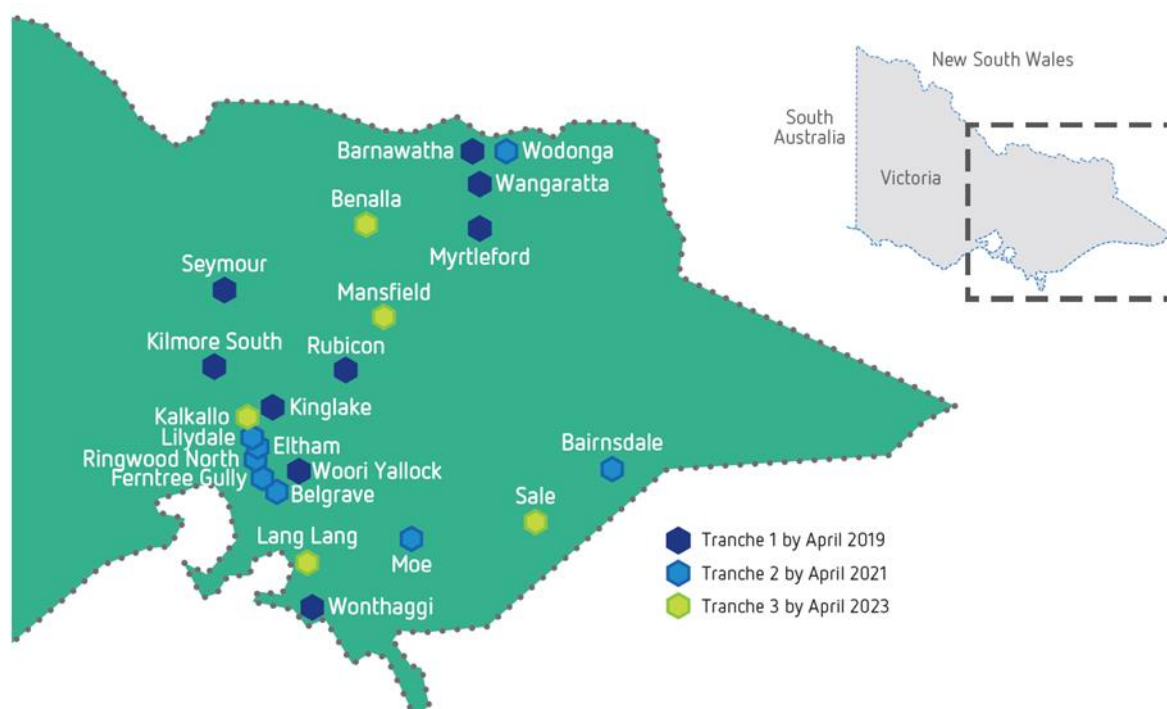 New South Wales
South
Australia
Victoria
Barnawatha
Wodonga
Wangaratta
Benalla
Myrtleford
Seymour
Mansfield
Kilmore South
Rubicon
Kalkallo
Kinglake
Lilydale
Eltham
Ringwood North
Ferntree Gully
Woori Yallock
Belgrave
Bairnsdale
Sale
Lang Lang
Moe
Wonthaggi
Tranche 1 by April 2019
Tranche 2 by April 2021
Tranche 3 by April 2023